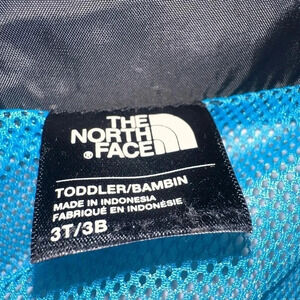 THE
NORTH
® FACE
TODDLER/BAMBIN
MADE IN INDONESIA
FABRIQUÉ EN INDONÉSIE
3T/3B